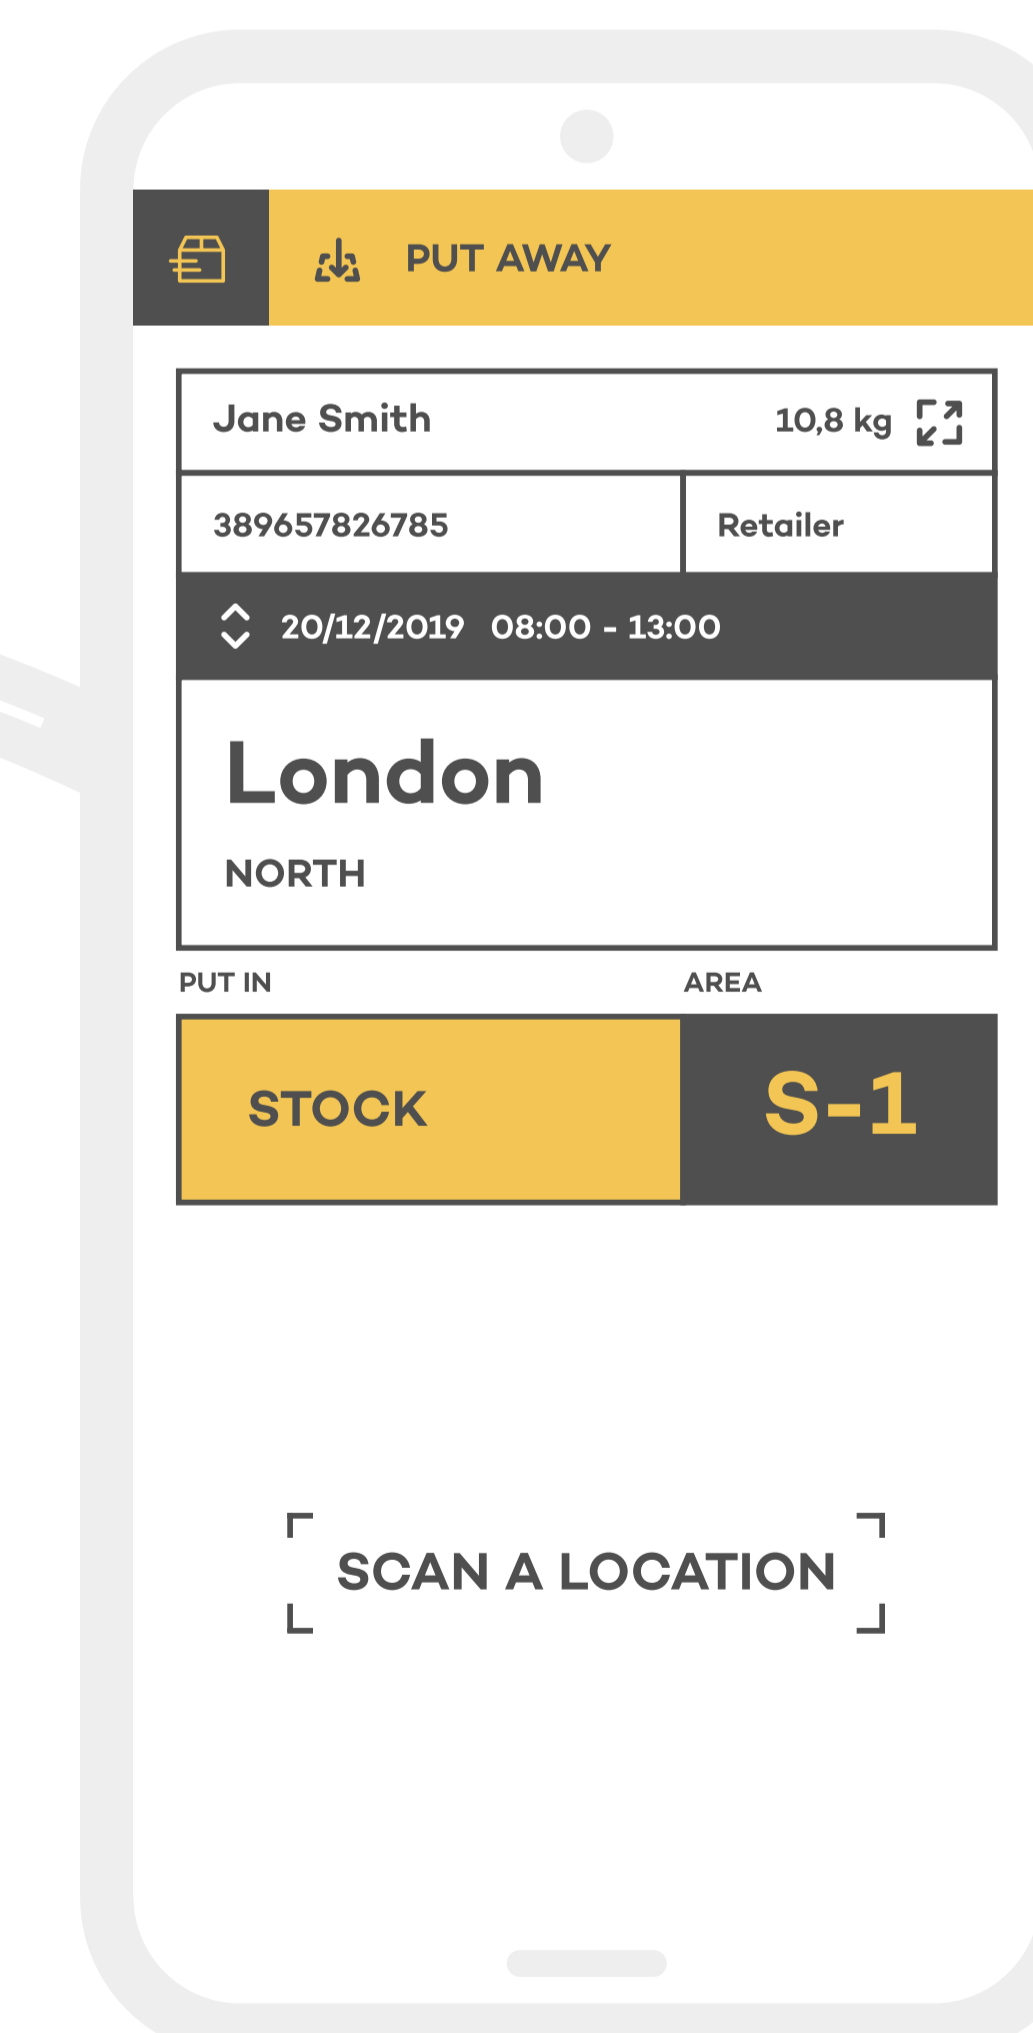 PUT AWAY
Jane Smith 10,8 kg
389657826785 Retailer
20/12/2019 08:00 - 13:00
London
NORTH
PUT IN AREA
STOCK S-1
SCAN A LOCATION